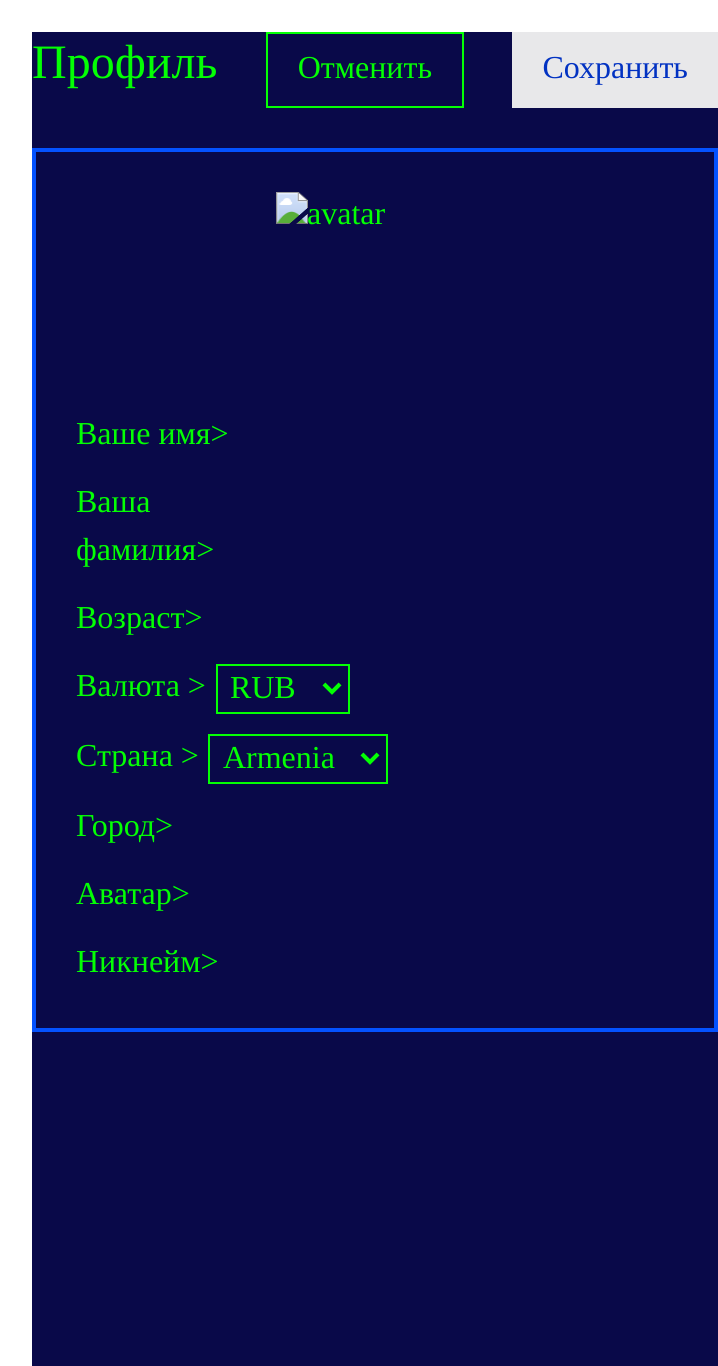 Профиль Отменить Сохранить
avatar
Ваше имя>
Ваша
фамилия>
Возраст>
Валюта > RUB
Страна > Armenia
Город>
Аватар>
Никнейм>